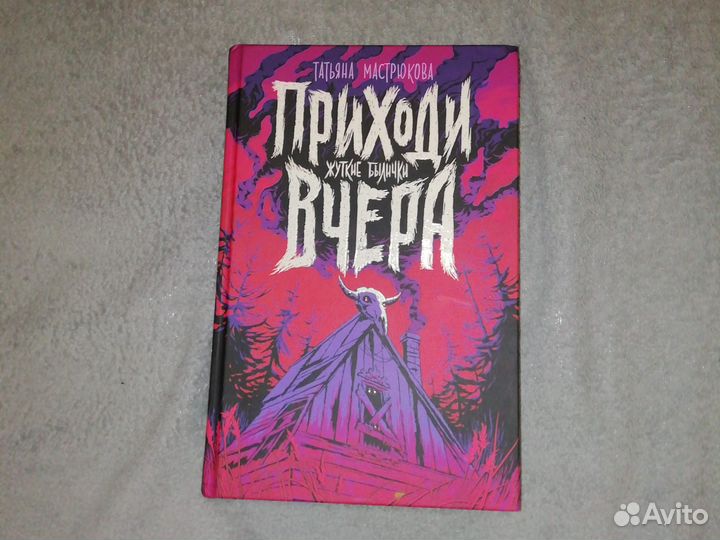 ТАТЬЯНА МАСТРЮКОВА
ПРИХОДИ
ЖУТКИЕ БЫЛИЧКИ
ВЧЕРА
Avito